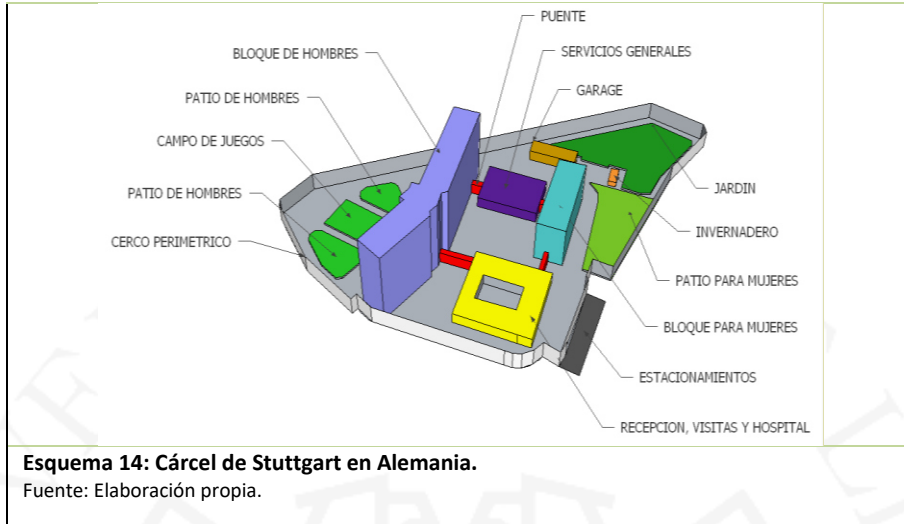 PUENTE
SERVICIOS GENERALES
BLOQUE DE HOMBRES
GARAGE
PATIO DE HOMBRES
CAMPO DE JUEGOS
PATIO DE HOMBRES
JARDIN
INVERNADERO
CERCO PERIMETRICO
PATIO PARA MUJERES
BLOQUE PARA MUJERES
ESTACIONAMIENTOS
RECEPCION, VISITAS Y HOSPITAL
Esquema 14: Cárcel de Stuttgart en Alemania.
Fuente: Elaboración propia.